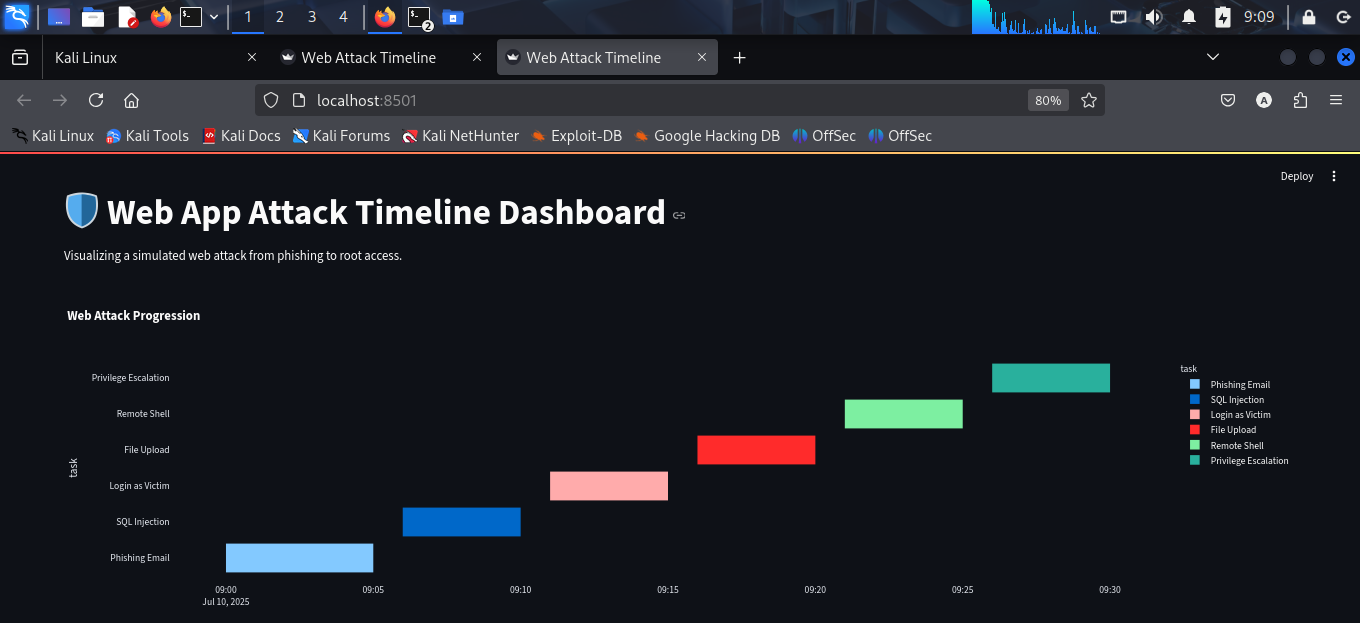 1 2 3 4 2 9:09
Kali Linux Web Attack Timeline Web Attack Timeline
localhost:8501 80% A
Kali Linux Kali Tools Kali Docs Kali Forums Kali NetHunter Exploit-DB Google Hacking DB OffSec OffSec
Deploy
Web App Attack Timeline Dashboard
Visualizing a simulated web attack from phishing to root access.
Web Attack Progression
task
Privilege Escalation
Remote Shell
File Upload
Login as Victim
SQL Injection
Phishing Email
09:00 09:05 09:10 09:15 09:20 09:25 09:30
Jul 10, 2025
task
Phishing Email
SQL Injection
Login as Victim
File Upload
Remote Shell
Privilege Escalation